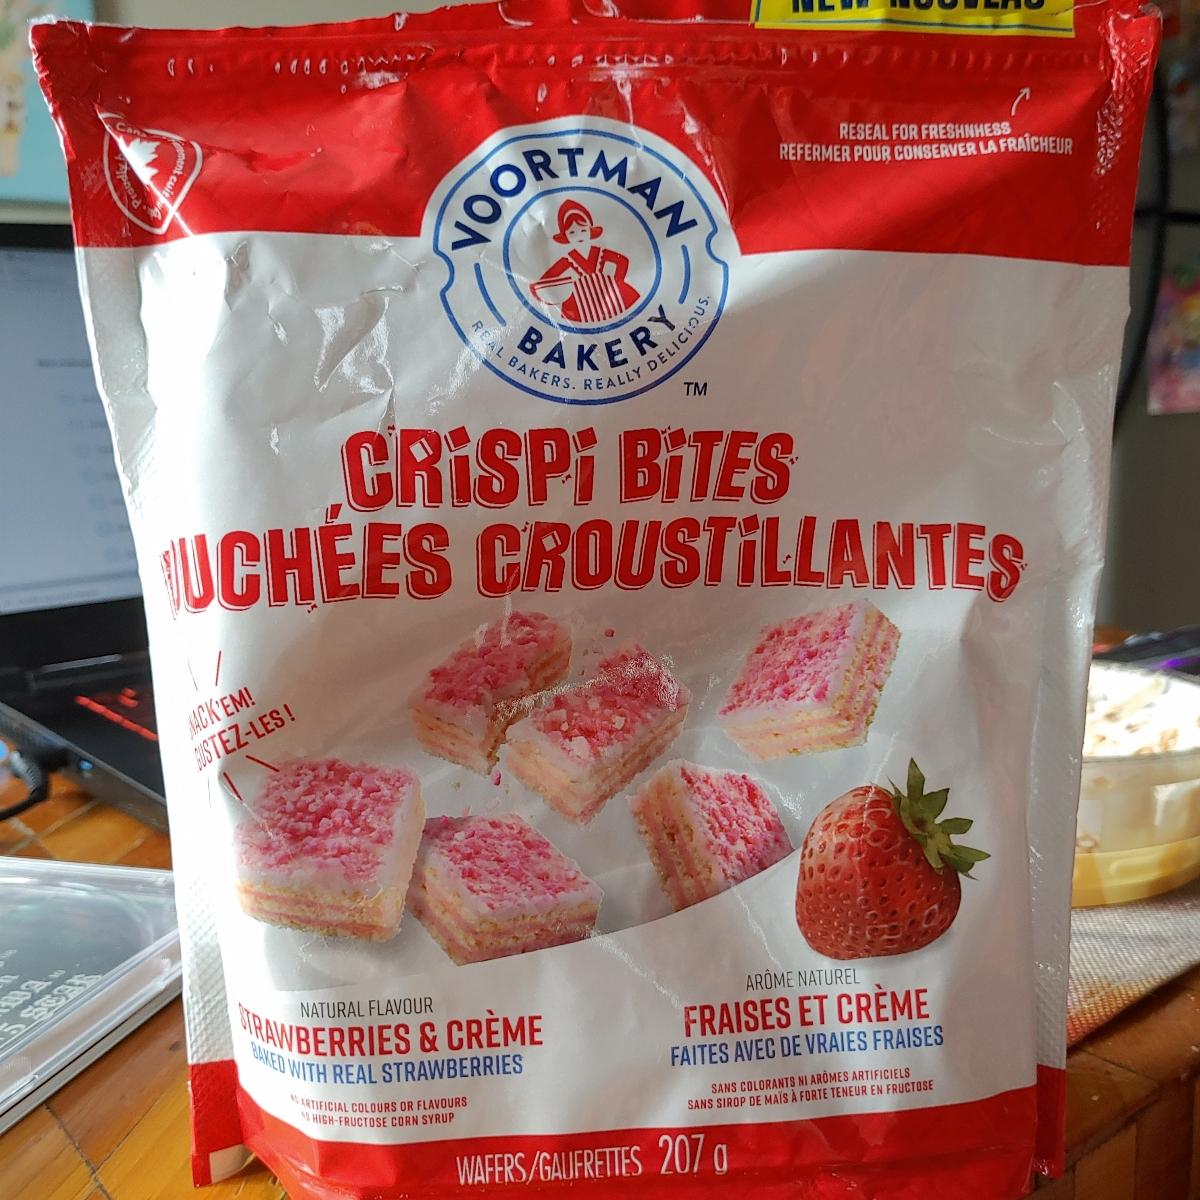 NEW NOUVEAU
RESEAL FOR FRESHNHESS
REFERMER POUR CONSERVER LA FRAÎCHEUR
VOORTMAN
BAKERY
REAL BAKERS. REALLY DELICIOUS.
TM
CRiSPi BiTES
OUCHÉES CROUSTiLLANTES
NACK'EM!
GUSTEZ-LES!
NATURAL FLAVOUR
STRAWBERRIES & CRÈME
BAKED WITH REAL STRAWBERRIES
NO ARTIFICIAL COLOURS OR FLAVOURS
NO HIGH-FRUCTOSE CORN SYRUP
ARÔME NATUREL
FRAISES ET CRÈME
FAITES AVEC DE VRAIES FRAISES
SANS COLORANTS NI ARÔMES ARTIFICIELS
SANS SIROP DE MAÏS À FORTE TENEUR EN FRUCTOSE
WAFERS/GAUFRETTES 207 g